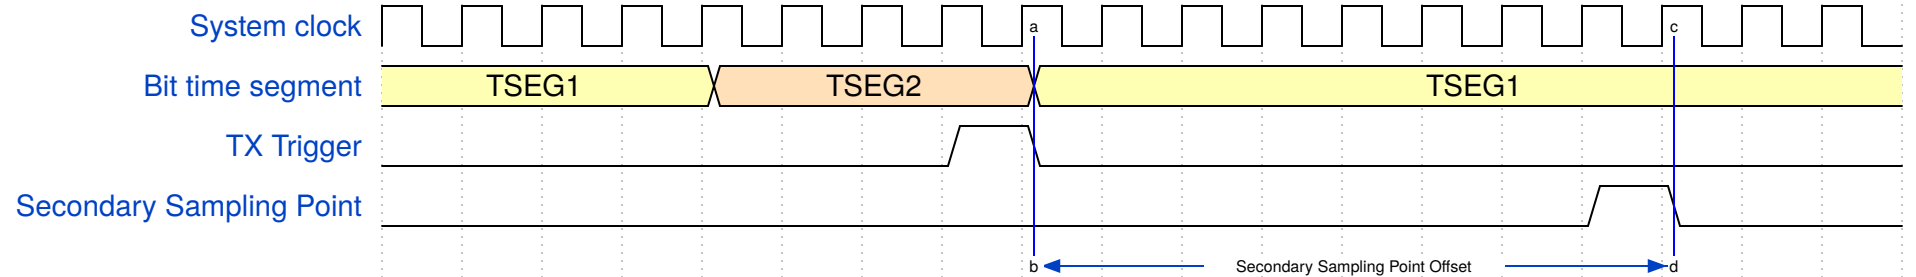 System clock
a
c
Bit time segment
TSEG1
TSEG2
TSEG1
TX Trigger
Secondary Sampling Point
b
Secondary Sampling Point Offset
d